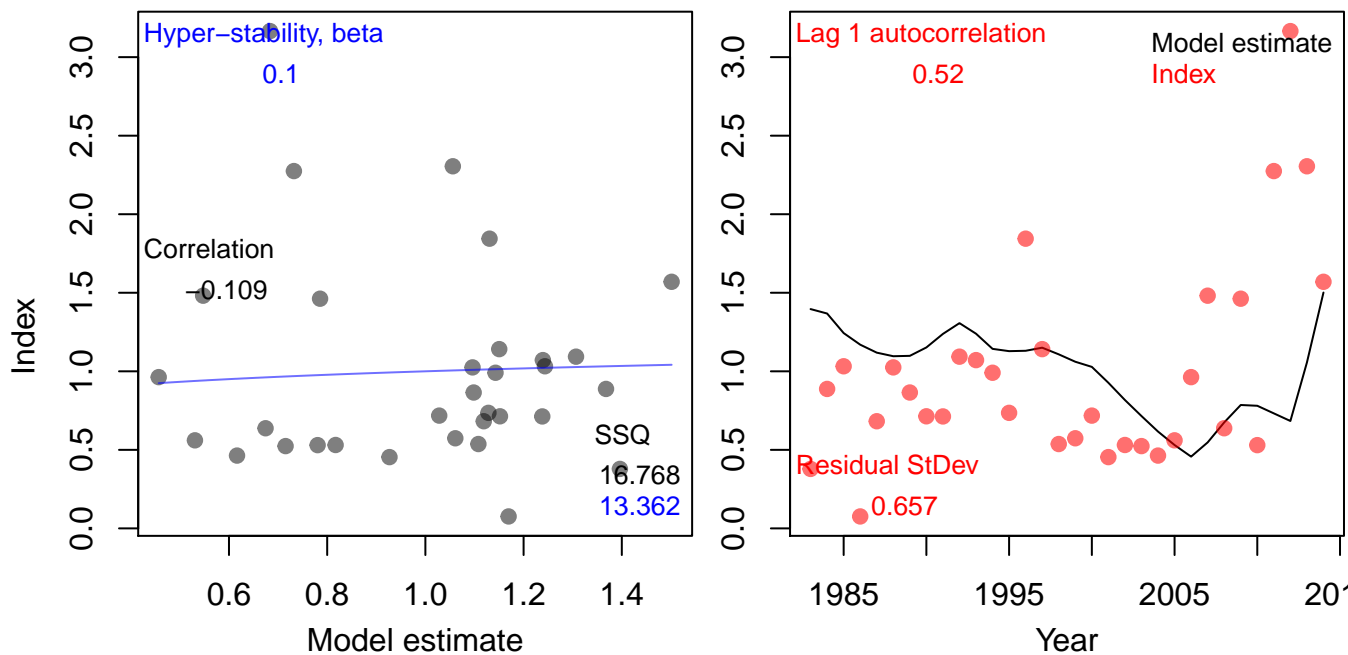 Hyper−stability, beta
0.1
Correlation
−0.109
SSQ
16.768
13.362
0.0
0.5
1.0
1.5
2.0
2.5
3.0
Index
0.6
0.8
1.0
1.2
1.4
Model estimate
Lag 1 autocorrelation
0.52
Model estimate
Index
Residual StDev
0.657
0.0
0.5
1.0
1.5
2.0
2.5
3.0
1985
1995
2005
Year